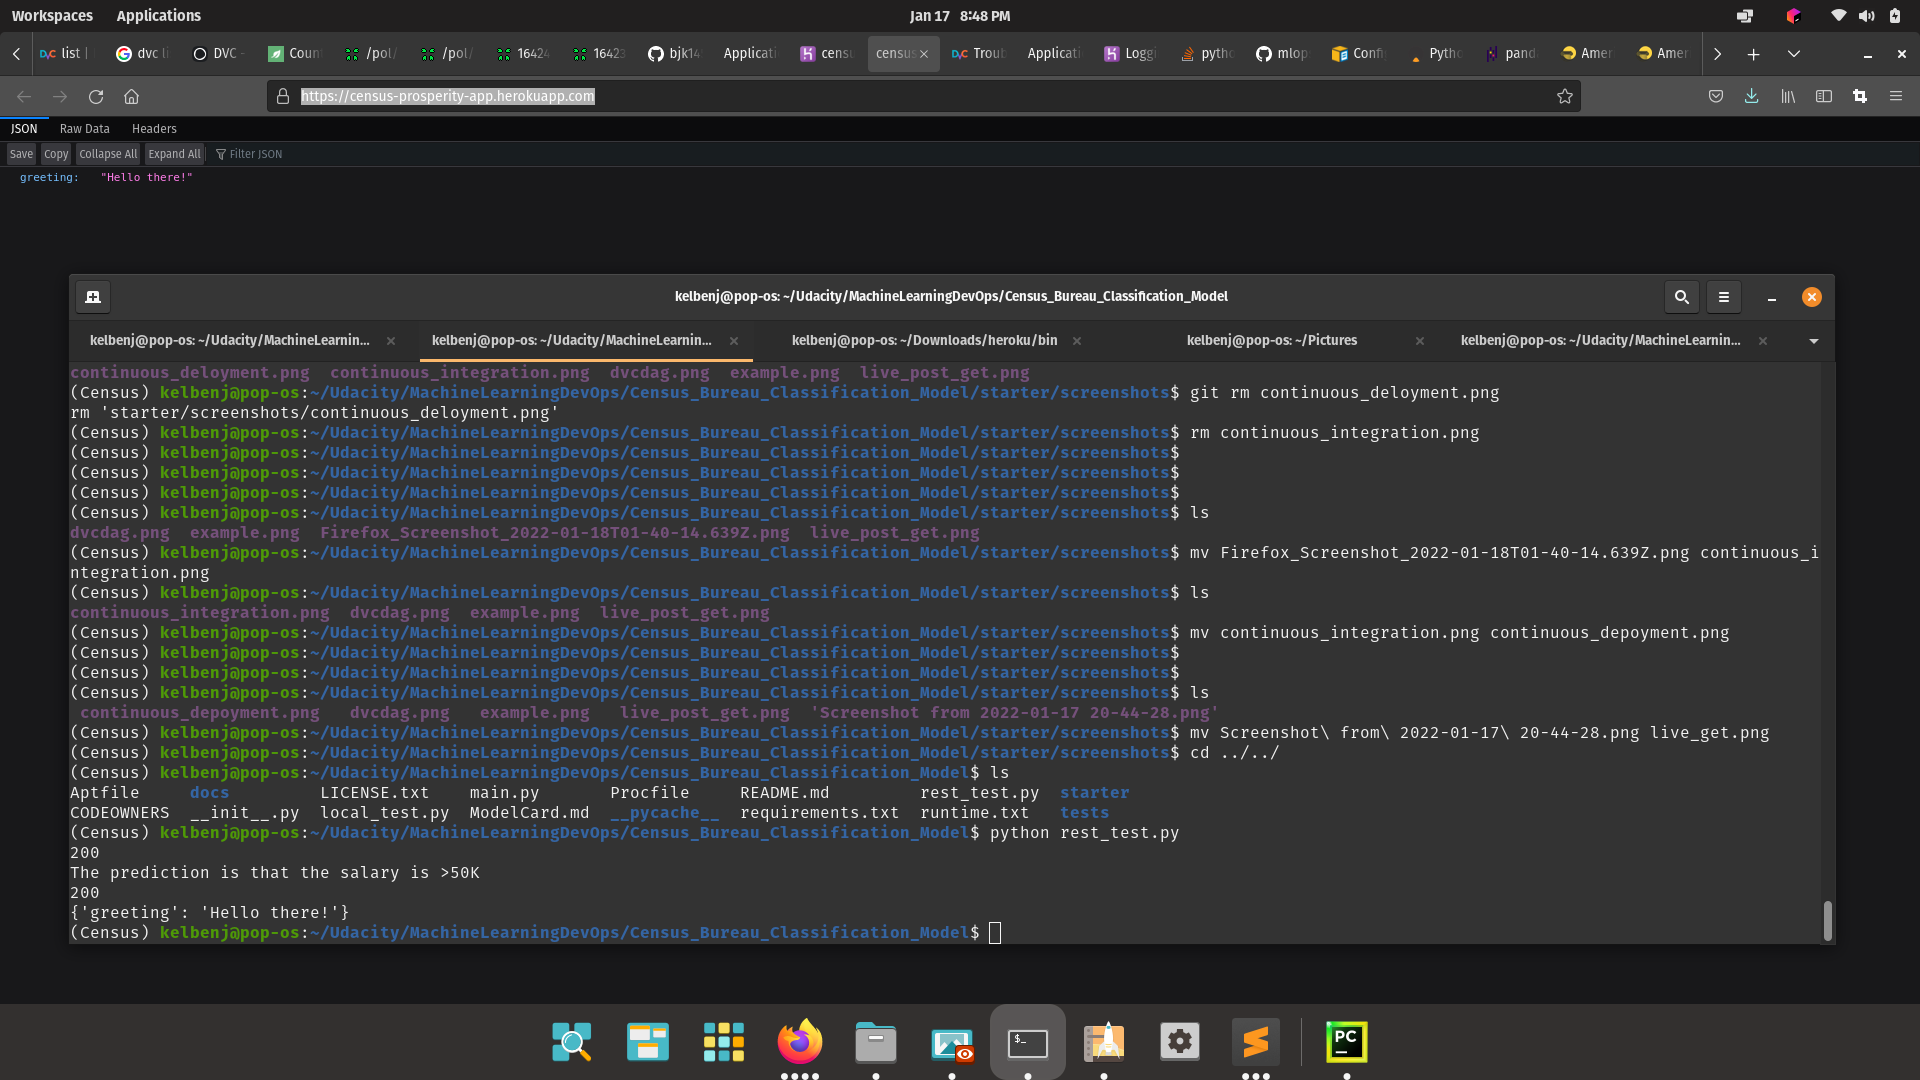 Workspaces Applications Jan 17 8:48 PM
list dvc li DVC - Coun /pol/ /pol/ 16424 16423 bjk14 Applicati cens census Trou Applicati Loggi pytho mlop Confi Pytho pand Amer Amer
https://census-prosperity-app.herokuapp.com
JSON Raw Data Headers
Save Copy Collapse All Expand All Filter JSON
greeting: "Hello there!"
kelbenj@pop-os: ~/Udacity/MachineLearningDevOps/Census_Bureau_Classification_Model
kelbenj@pop-os: ~/Udacity/MachineLearnin... kelbenj@pop-os: ~/Udacity/MachineLearnin... kelbenj@pop-os: ~/Downloads/heroku/bin kelbenj@pop-os: ~/Pictures kelbenj@pop-os: ~/Udacity/MachineLearnin...
continuous_deloyment.png continuous_integration.png dvcdag.png example.png live_post_get.png
(Census) kelbenj@pop-os:~/Udacity/MachineLearningDevOps/Census_Bureau_Classification_Model/starter/screenshots$ git rm continuous_deloyment.png
rm 'starter/screenshots/continuous_deloyment.png'
(Census) kelbenj@pop-os:~/Udacity/MachineLearningDevOps/Census_Bureau_Classification_Model/starter/screenshots$ rm continuous_integration.png
(Census) kelbenj@pop-os:~/Udacity/MachineLearningDevOps/Census_Bureau_Classification_Model/starter/screenshots$
(Census) kelbenj@pop-os:~/Udacity/MachineLearningDevOps/Census_Bureau_Classification_Model/starter/screenshots$
(Census) kelbenj@pop-os:~/Udacity/MachineLearningDevOps/Census_Bureau_Classification_Model/starter/screenshots$
(Census) kelbenj@pop-os:~/Udacity/MachineLearningDevOps/Census_Bureau_Classification_Model/starter/screenshots$ ls
dvcdag.png example.png Firefox_Screenshot_2022-01-18T01-40-14.639Z.png live_post_get.png
(Census) kelbenj@pop-os:~/Udacity/MachineLearningDevOps/Census_Bureau_Classification_Model/starter/screenshots$ mv Firefox_Screenshot_2022-01-18T01-40-14.639Z.png continuous_i
ntegration.png
(Census) kelbenj@pop-os:~/Udacity/MachineLearningDevOps/Census_Bureau_Classification_Model/starter/screenshots$ ls
continuous_integration.png dvcdag.png example.png live_post_get.png
(Census) kelbenj@pop-os:~/Udacity/MachineLearningDevOps/Census_Bureau_Classification_Model/starter/screenshots$ mv continuous_integration.png continuous_depoyment.png
(Census) kelbenj@pop-os:~/Udacity/MachineLearningDevOps/Census_Bureau_Classification_Model/starter/screenshots$
(Census) kelbenj@pop-os:~/Udacity/MachineLearningDevOps/Census_Bureau_Classification_Model/starter/screenshots$
(Census) kelbenj@pop-os:~/Udacity/MachineLearningDevOps/Census_Bureau_Classification_Model/starter/screenshots$ ls
continuous_depoyment.png dvcdag.png example.png live_post_get.png 'Screenshot from 2022-01-17 20-44-28.png'
(Census) kelbenj@pop-os:~/Udacity/MachineLearningDevOps/Census_Bureau_Classification_Model/starter/screenshots$ mv Screenshot\ from\ 2022-01-17\ 20-44-28.png live_get.png
(Census) kelbenj@pop-os:~/Udacity/MachineLearningDevOps/Census_Bureau_Classification_Model/starter/screenshots$ cd ../../
(Census) kelbenj@pop-os:~/Udacity/MachineLearningDevOps/Census_Bureau_Classification_Model$ ls
Aptfile docs LICENSE.txt main.py Procfile README.md rest_test.py starter
CODEOWNERS __init__.py local_test.py ModelCard.md __pycache__ requirements.txt runtime.txt tests
(Census) kelbenj@pop-os:~/Udacity/MachineLearningDevOps/Census_Bureau_Classification_Model$ python rest_test.py
200
The prediction is that the salary is >50K
200
{'greeting': 'Hello there!'}
(Census) kelbenj@pop-os:~/Udacity/MachineLearningDevOps/Census_Bureau_Classification_Model$
$_
PC